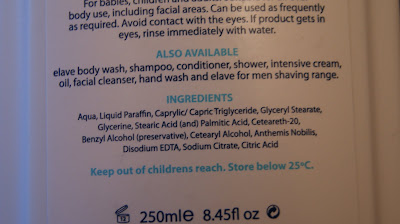 For babies, children and adults
body use, including facial areas. Can be used as frequently
as required. Avoid contact with the eyes. If product gets in
eyes, rinse immediately with water.
ALSO AVAILABLE
elave body wash, shampoo, conditioner, shower, intensive cream,
oil, facial cleanser, hand wash and elave for men shaving range.
INGREDIENTS
Aqua, Liquid Paraffin, Caprylic/ Capric Triglyceride, Glyceryl Stearate,
Glycerine, Stearic Acid (and) Palmitic Acid, Ceteareth-20,
Benzyl Alcohol (preservative), Cetearyl Alcohol, Anthemis Nobilis,
Disodium EDTA, Sodium Citrate, Citric Acid
Keep out of childrens reach. Store below 25ºC.
250ml℮ 8.45fl oz